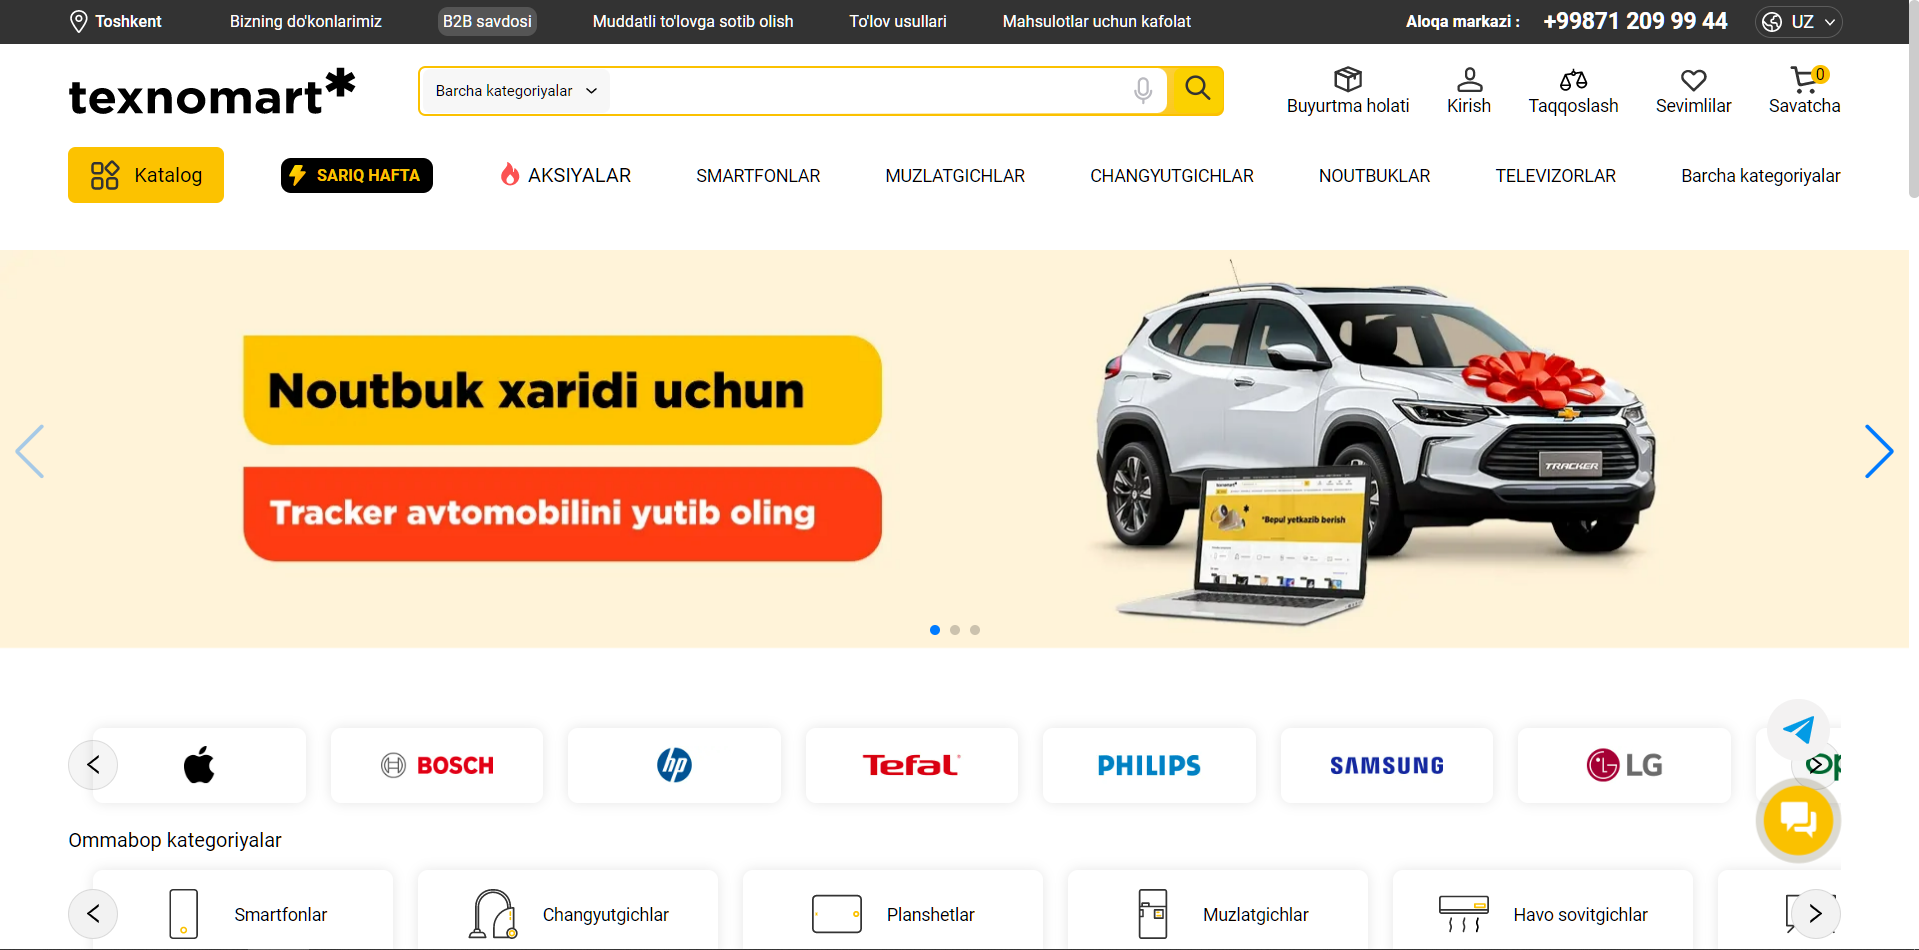 Toshkent
Bizning do'konlarimiz
B2B savdosi
Muddatli to'lovga sotib olish
To'lov usullari
Mahsulotlar uchun kafolat
Aloqa markazi :
+99871 209 99 44
UZ
texnomart*
Barcha kategoriyalar
Buyurtma holati
Kirish
Taqqoslash
Sevimlilar
0
Savatcha
Katalog
SARIQ HAFTA
AKSIYALAR
SMARTFONLAR
MUZLATGICHLAR
CHANGYUTGICHLAR
NOUTBUKLAR
TELEVIZORLAR
Barcha kategoriyalar
Noutbuk xaridi uchun
Tracker avtomobilini yutib oling
TRACKER
texnomart*
*Bepul yetkazib berish
BOSCH
hp
Tefal
PHILIPS
SAMSUNG
LG
Ommabop kategoriyalar
Smartfonlar
Changyutgichlar
Planshetlar
Muzlatgichlar
Havo sovitgichlar